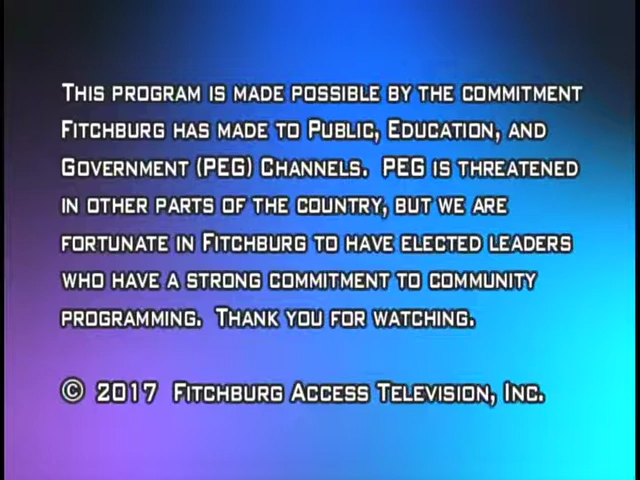 This program is made possible by the commitment
Fitchburg has made to Public, Education, and
Government (PEG) Channels. PEG is threatened
in other parts of the country, but we are
fortunate in Fitchburg to have elected leaders
who have a strong commitment to community
programming. Thank you for watching.
© 2017 Fitchburg Access Television, Inc.